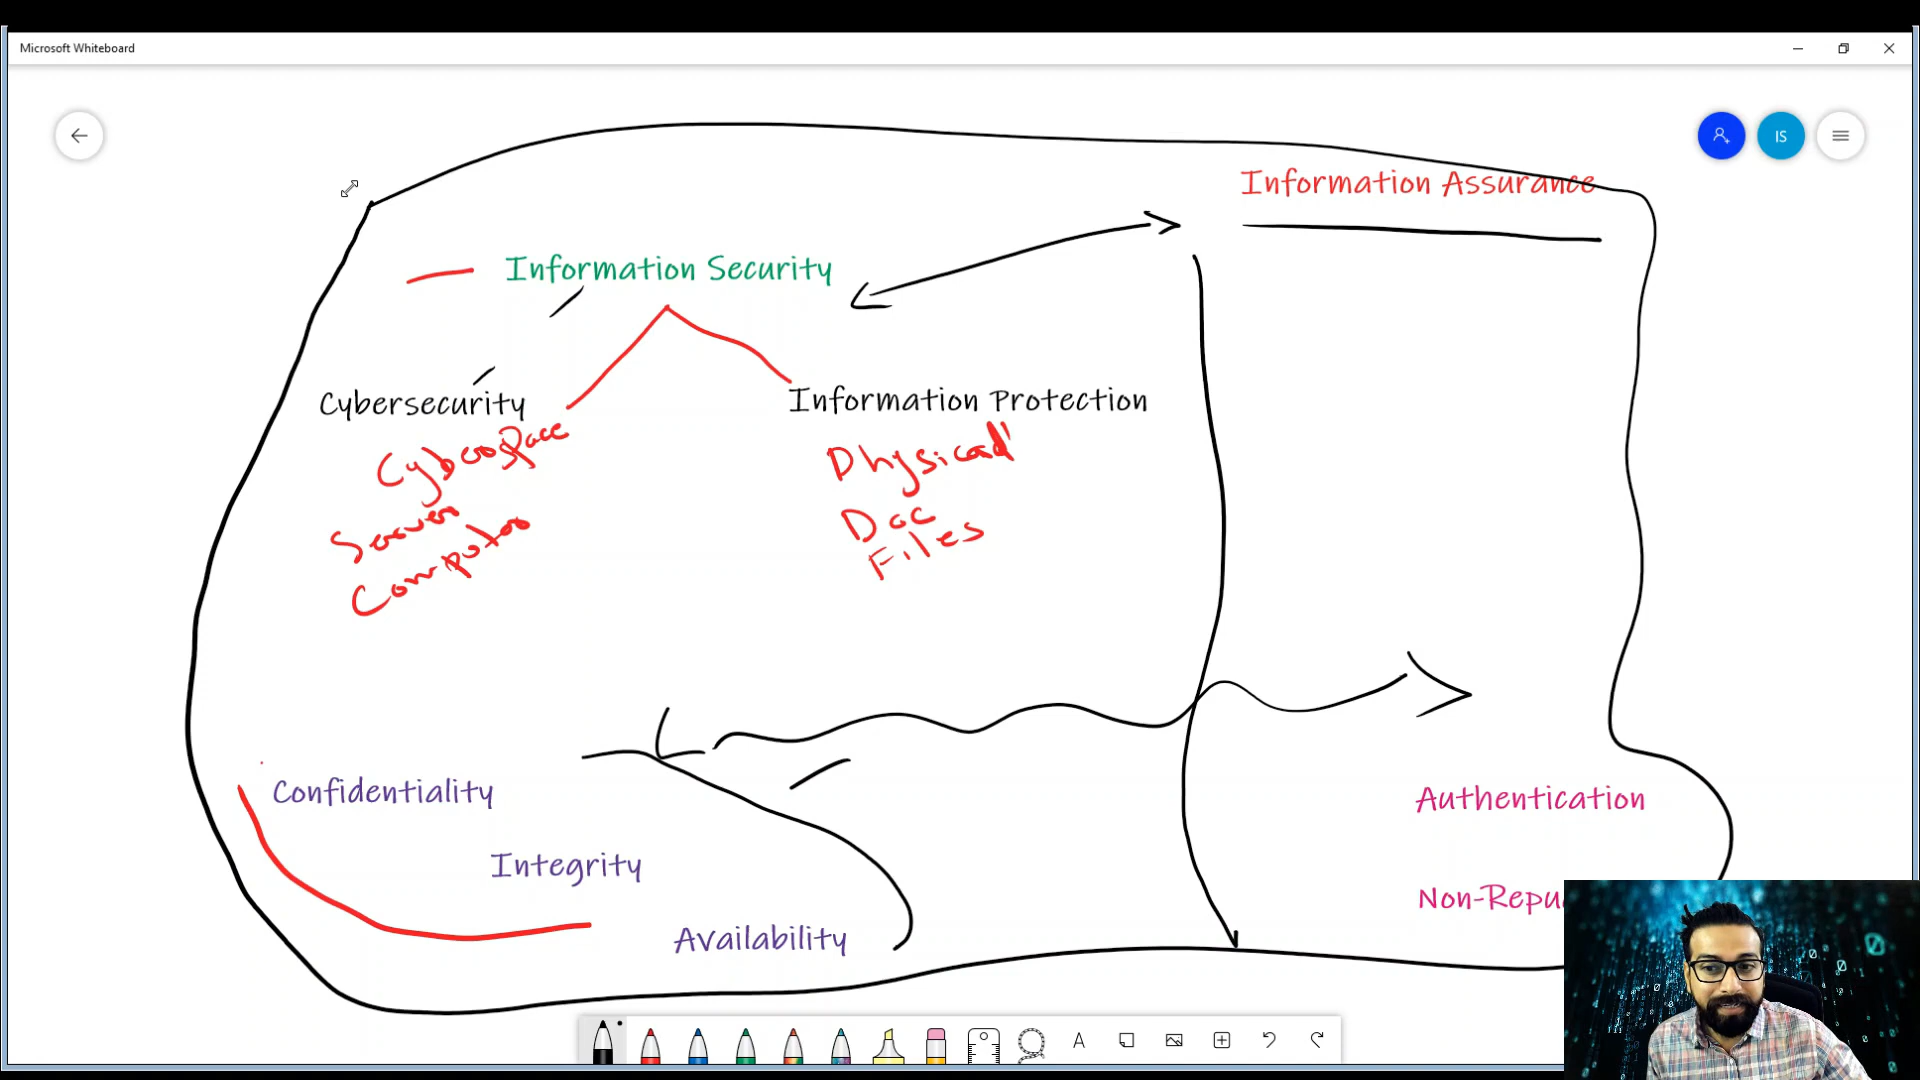 Microsoft Whiteboard
IS
Information Assurance
Information Security
Cybersecurity
Information Protection
Cyberspace
Physical
Server
Doc
Computer
Files
Confidentiality
Authentication
Integrity
Non-Repu
Availability
A